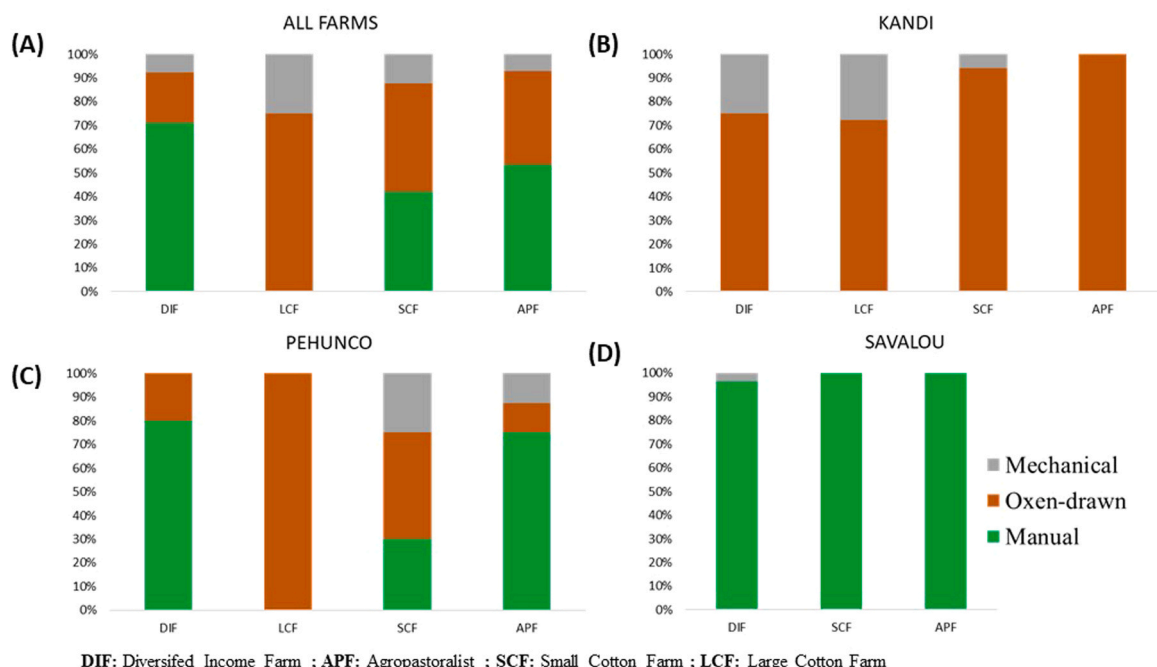 ALL FARMS
(A)
100%
90%
80%
70%
60%
50%
40%
30%
20%
10%
0%
DIF LCF SCF APF
KANDI
(B)
100%
90%
80%
70%
60%
50%
40%
30%
20%
10%
0%
DIF LCF SCF APF
PEHUNCO
(C)
100%
90%
80%
70%
60%
50%
40%
30%
20%
10%
0%
DIF LCF SCF APF
SAVALOU
(D)
100%
90%
80%
70%
60%
50%
40%
30%
20%
10%
0%
DIF SCF APF
Mechanical
Oxen-drawn
Manual
DIF: Diversifed Income Farm ; APF: Agropastoralist ; SCF: Small Cotton Farm ; LCF: Large Cotton Farm